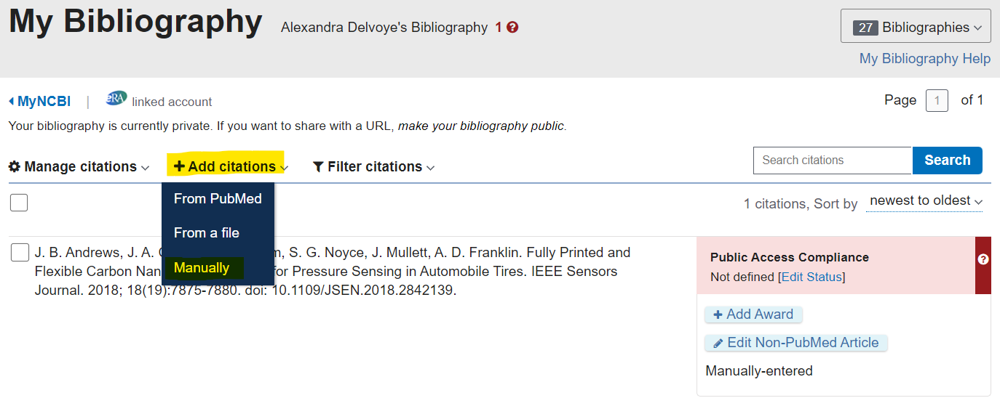 My Bibliography Alexandra Delvoye's Bibliography 1 ?
27 Bibliographies
My Bibliography Help
MyNCBI | eRA linked account
Page 1 of 1
Your bibliography is currently private. If you want to share with a URL, make your bibliography public.
Manage citations + Add citations Filter citations
Search citations Search
From PubMed
From a file
Manually
1 citations, Sort by newest to oldest
J. B. Andrews, J. A. S. G. Noyce, J. Mullett, A. D. Franklin. Fully Printed and
Flexible Carbon for Pressure Sensing in Automobile Tires. IEEE Sensors
Journal. 2018; 18(19):7875-7880. doi: 10.1109/JSEN.2018.2842139.
Public Access Compliance ?
Not defined [Edit Status]
+ Add Award
Edit Non-PubMed Article
Manually-entered